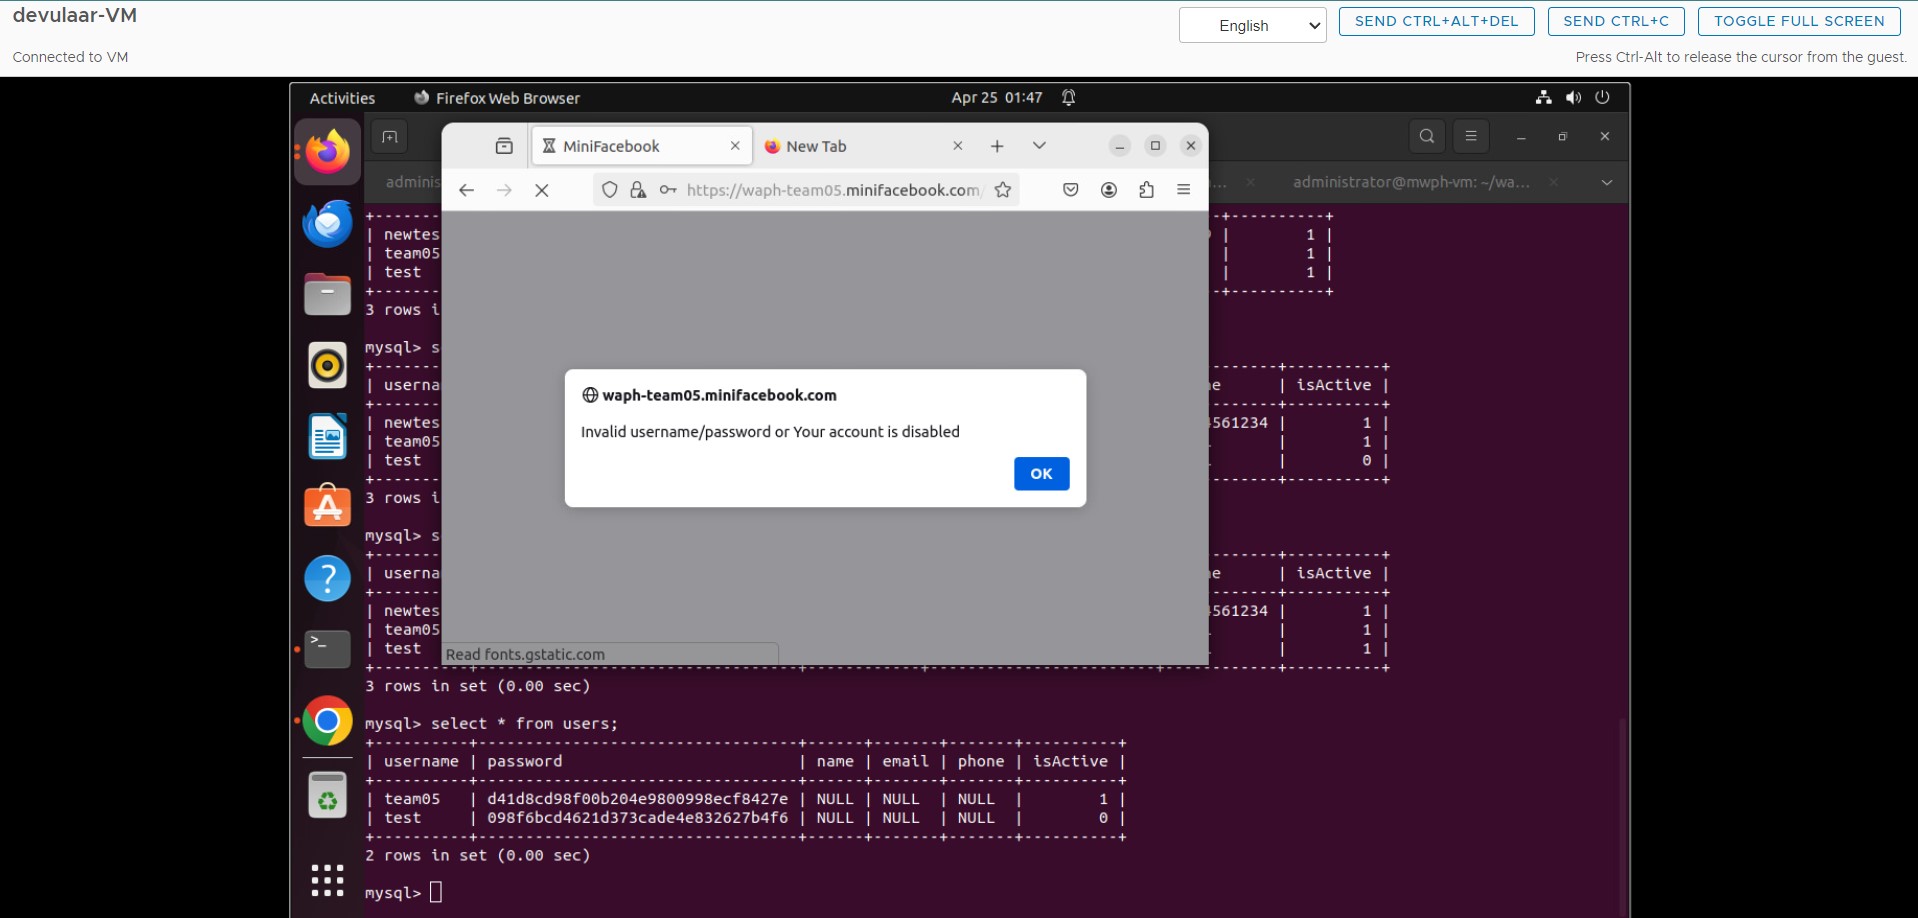 devulaar-VM
English
SEND CTRL+ALT+DEL
SEND CTRL+C
TOGGLE FULL SCREEN
Connected to VM
Press Ctrl-Alt to release the cursor from the guest.
Activities
Firefox Web Browser
Apr 25 01:47
MiniFacebook
New Tab
adminis
administrator@mwph-vm: ~/wa...
https://waph-team05.minifacebook.com/
+----------+
| newtes | 1 |
| team05 | 1 |
| test | 1 |
+----------+
3 rows i
mysql> s
+----------+
| userna e | isActive |
+----------+
| newtes 4561234 | 1 |
| team05 | 1 |
| test | 0 |
+----------+
3 rows i
waph-team05.minifacebook.com
Invalid username/password or Your account is disabled
OK
mysql> s
+----------+
| userna e | isActive |
+----------+
| newtes 4561234 | 1 |
| team05 | 1 |
| test | 1 |
Read fonts.gstatic.com
+----------+
3 rows in set (0.00 sec)
mysql> select * from users;
+----------+----------------------------------+------+-------+-------+----------+
| username | password | name | email | phone | isActive |
+----------+----------------------------------+------+-------+-------+----------+
| team05 | d41d8cd98f00b204e9800998ecf8427e | NULL | NULL | NULL | 1 |
| test | 098f6bcd4621d373cade4e832627b4f6 | NULL | NULL | NULL | 0 |
+----------+----------------------------------+------+-------+-------+----------+
2 rows in set (0.00 sec)
mysql>